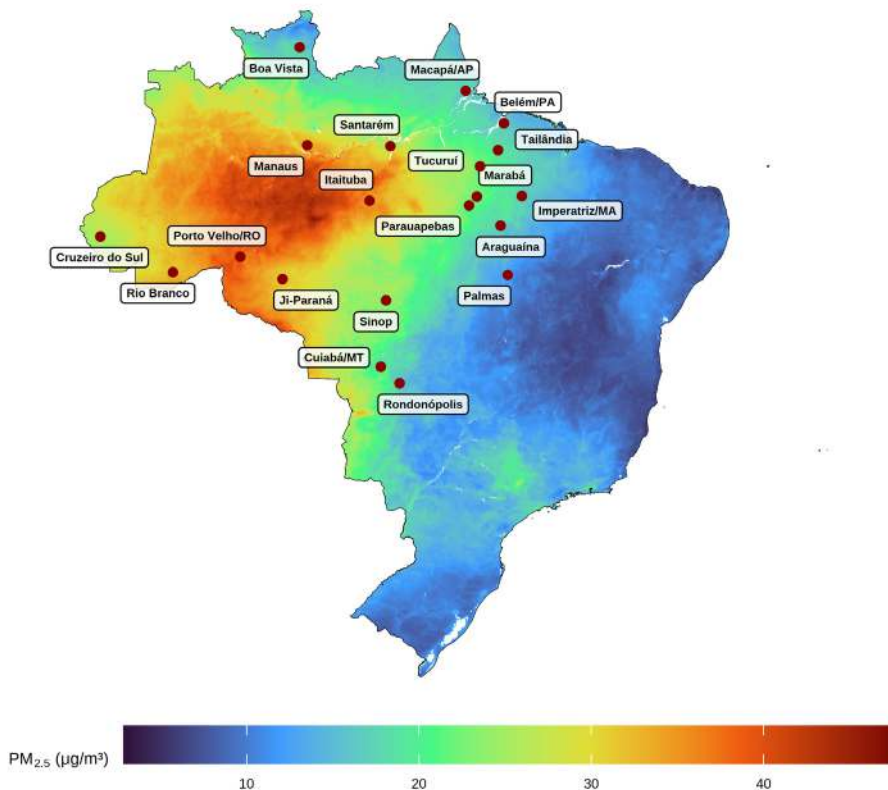 Boa Vista
Macapá/AP
Belém/PA
Santarém
Tailândia
Manaus
Tucuruí
Itaituba
Marabá
Imperatriz/MA
Parauapebas
Porto Velho/RO
Araguaína
Cruzeiro do Sul
Rio Branco
Ji-Paraná
Palmas
Sinop
Cuiabá/MT
Rondonópolis
PM2.5 (µg/m³)
10 20 30 40